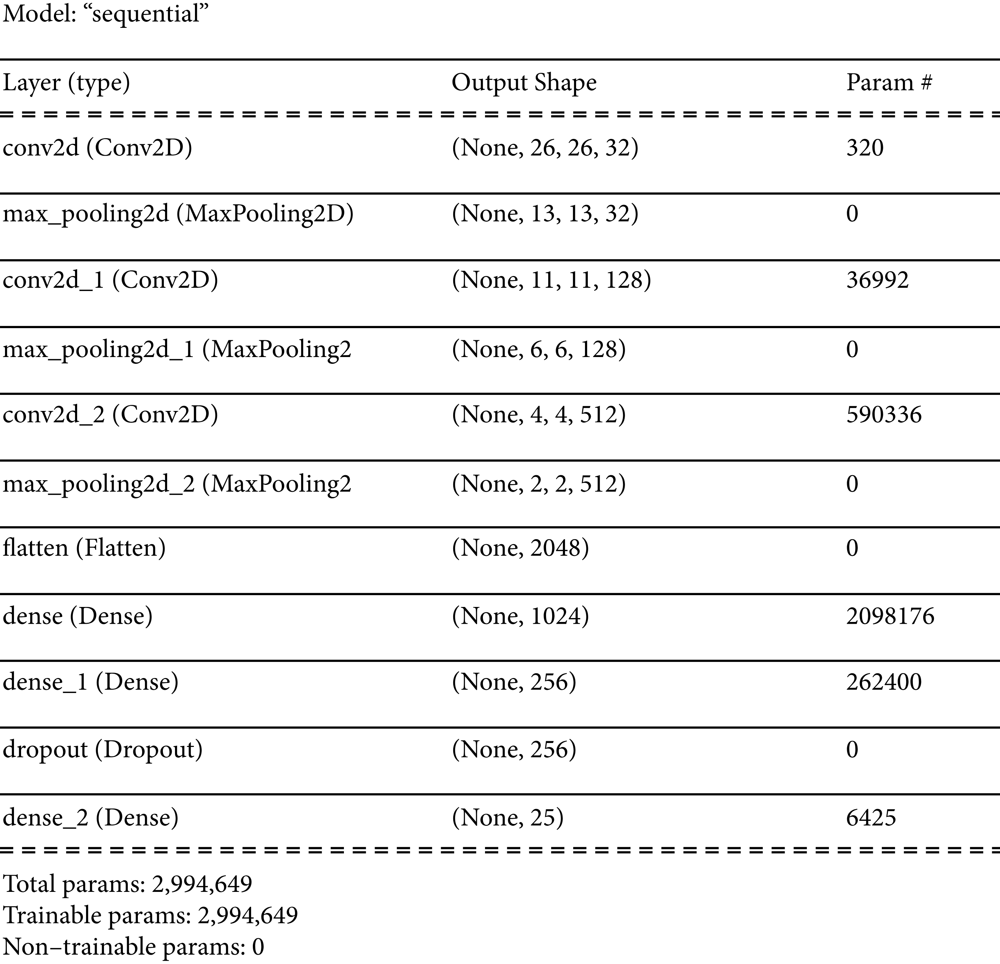 Model: “sequential”
Layer (type) Output Shape Param #
conv2d (Conv2D) (None, 26, 26, 32) 320
max_pooling2d (MaxPooling2D) (None, 13, 13, 32) 0
conv2d_1 (Conv2D) (None, 11, 11, 128) 36992
max_pooling2d_1 (MaxPooling2 (None, 6, 6, 128) 0
conv2d_2 (Conv2D) (None, 4, 4, 512) 590336
max_pooling2d_2 (MaxPooling2 (None, 2, 2, 512) 0
flatten (Flatten) (None, 2048) 0
dense (Dense) (None, 1024) 2098176
dense_1 (Dense) (None, 256) 262400
dropout (Dropout) (None, 256) 0
dense_2 (Dense) (None, 25) 6425
Total params: 2,994,649
Trainable params: 2,994,649
Non–trainable params: 0